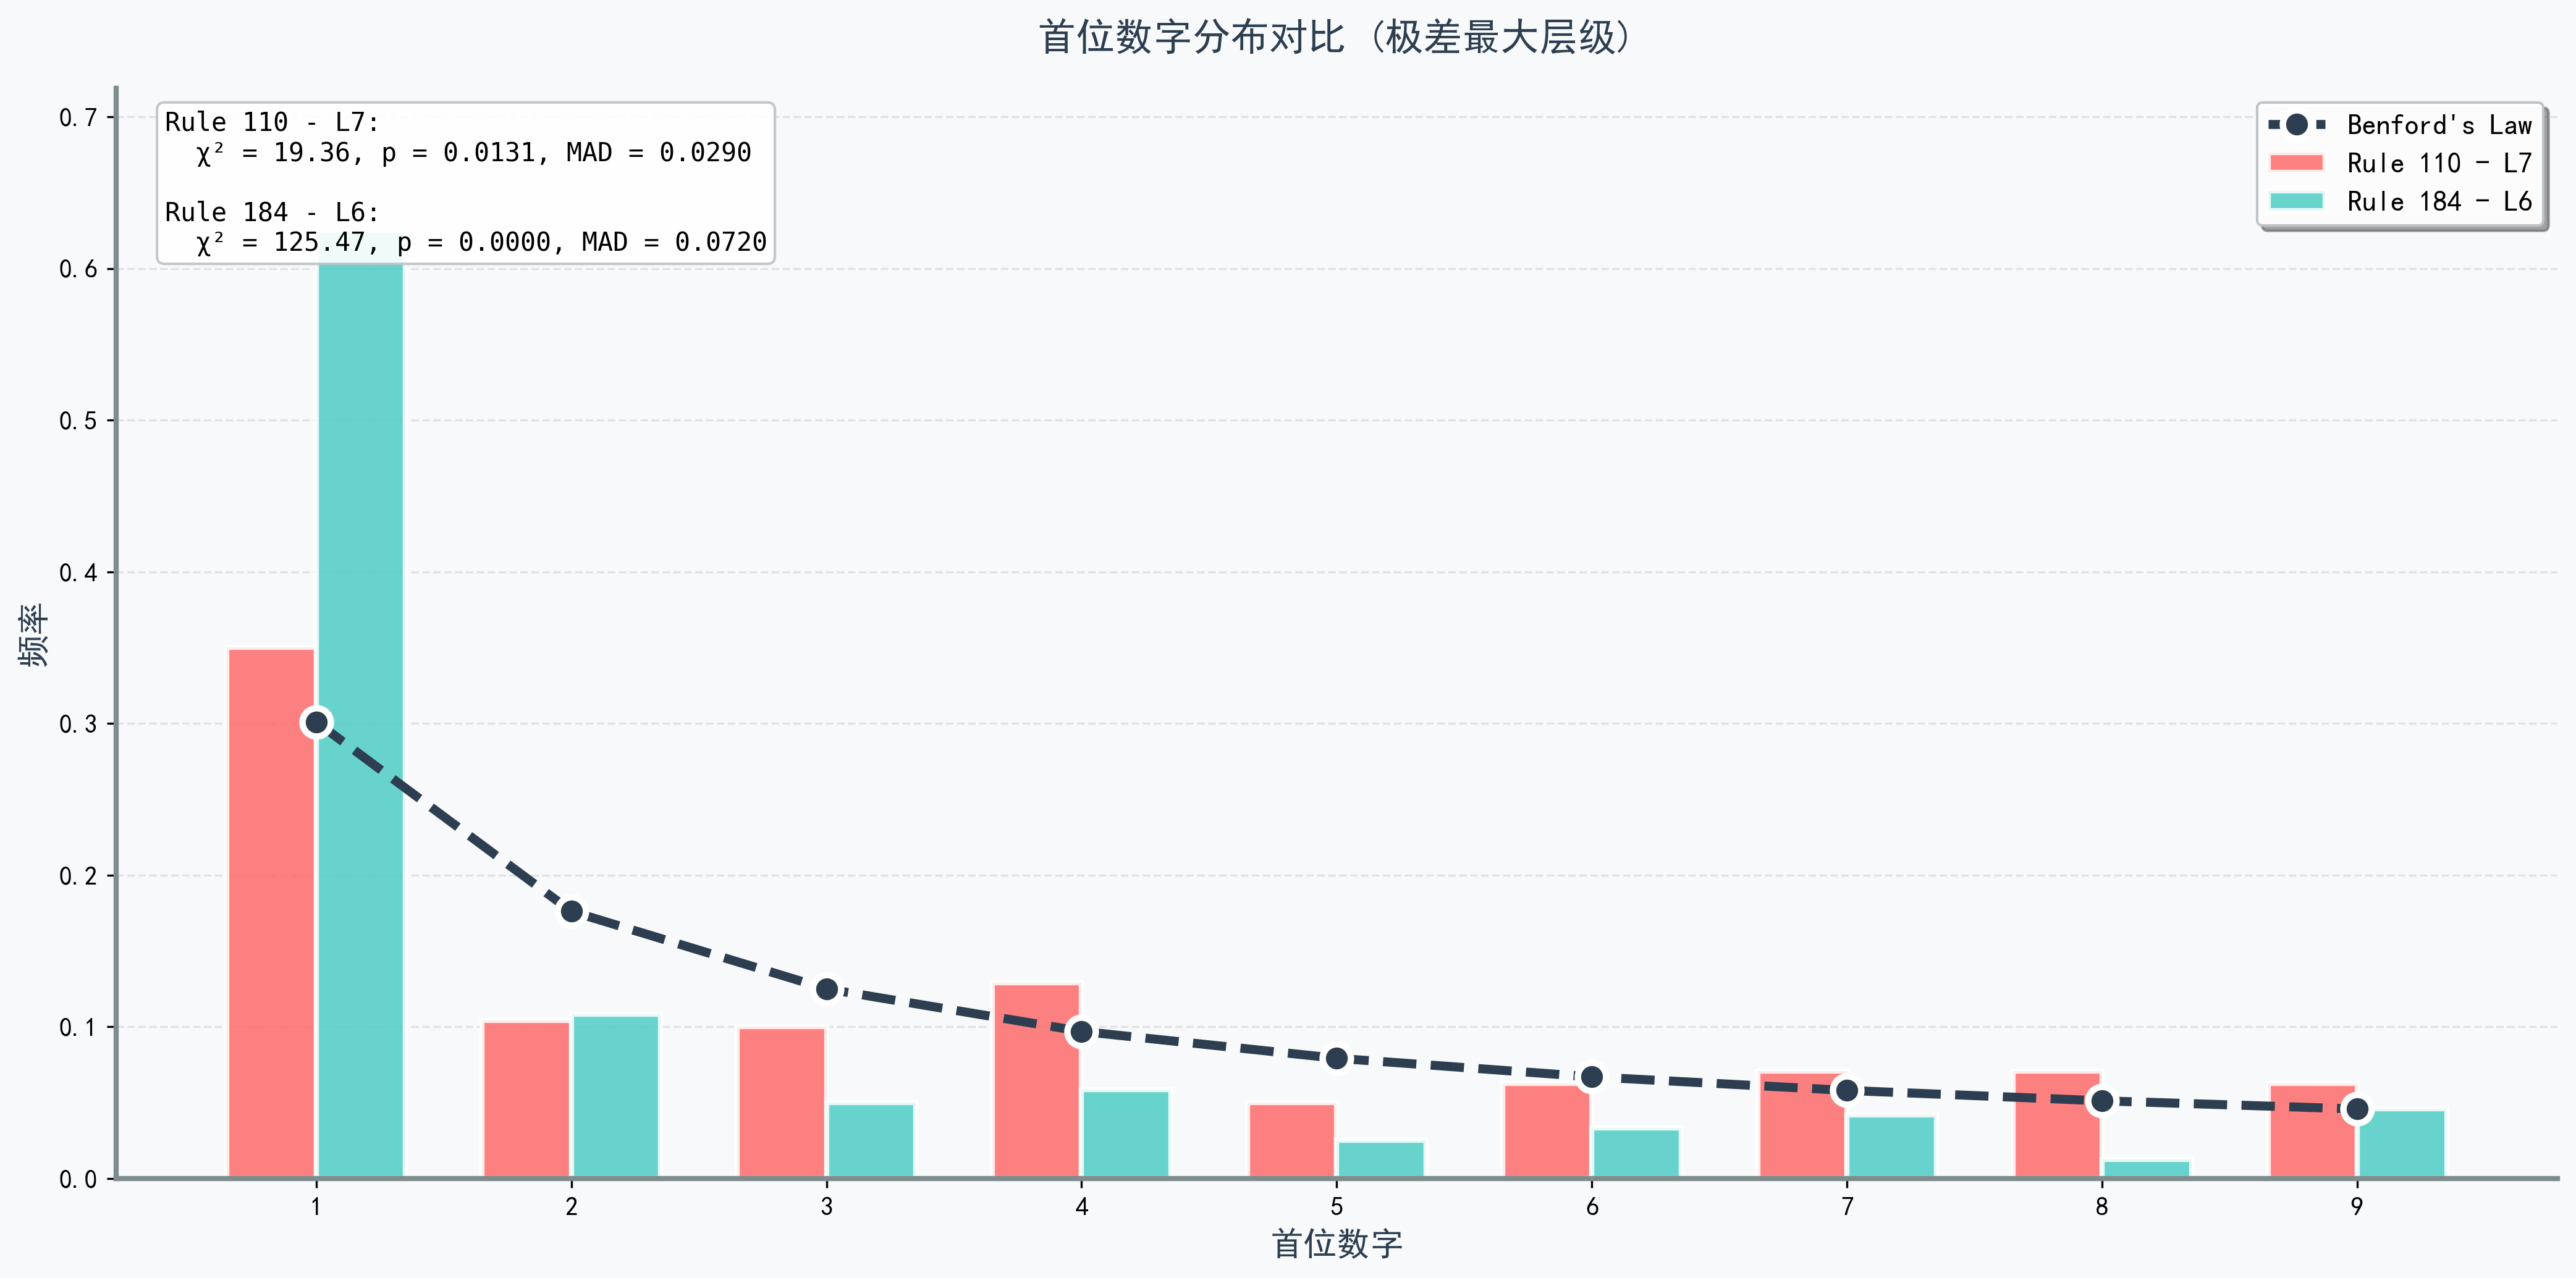 首位数字分布对比 (极差最大层级)
Rule 110 - L7:
χ² = 19.36, p = 0.0131, MAD = 0.0290
Rule 184 - L6:
χ² = 125.47, p = 0.0000, MAD = 0.0720
Benford's Law
Rule 110 - L7
Rule 184 - L6
频率
0.7
0.6
0.5
0.4
0.3
0.2
0.1
0.0
1 2 3 4 5 6 7 8 9
首位数字